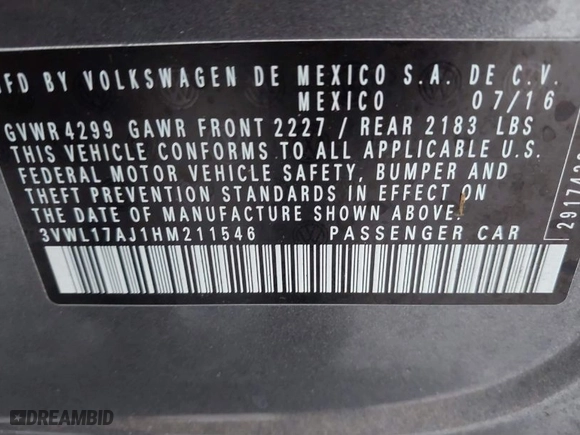 MFD BY VOLKSWAGEN DE MEXICO S.A. DE C.V.
MEXICO 07/16
GVWR 4299 GAWR FRONT 2227 / REAR 2183 LBS
THIS VEHICLE CONFORMS TO ALL APPLICABLE U.S.
FEDERAL MOTOR VEHICLE SAFETY, BUMPER AND
THEFT PREVENTION STANDARDS IN EFFECT ON
THE DATE OF MANUFACTURE SHOWN ABOVE.
3VWL17AJ1HM211546 PASSENGER CAR
DREAMBID